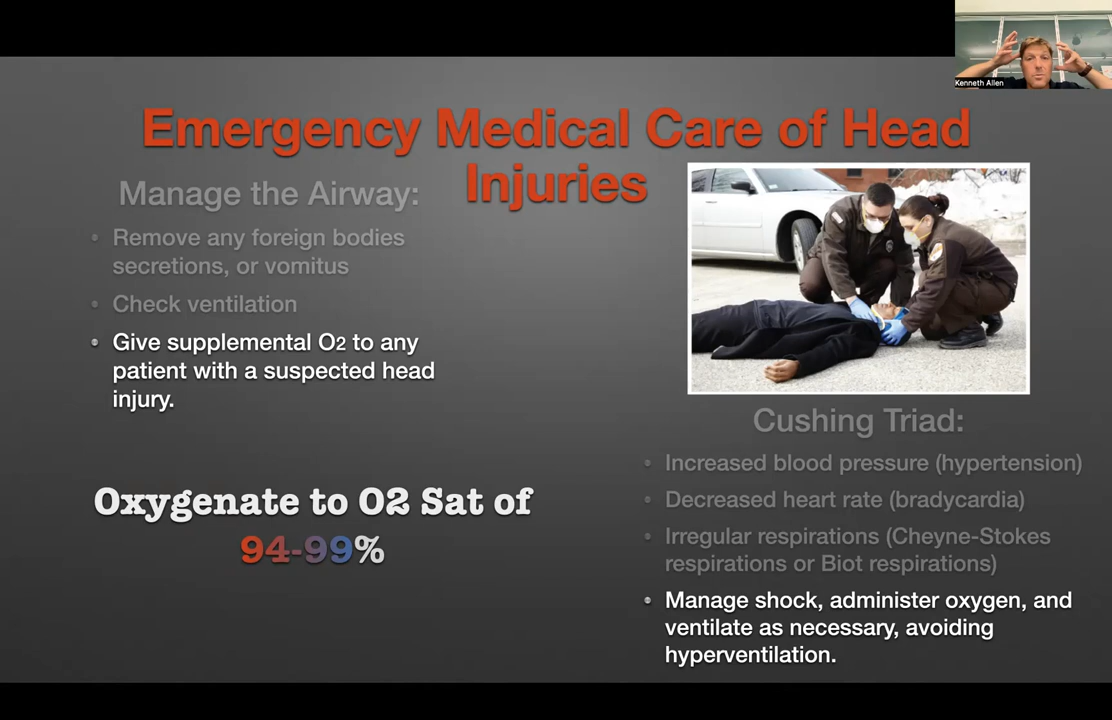 Kenneth Allen
Emergency Medical Care of Head
Injuries
Manage the Airway:
• Remove any foreign bodies
secretions, or vomitus
• Check ventilation
• Give supplemental O2 to any
patient with a suspected head
injury.
Oxygenate to O2 Sat of
94-99%
Cushing Triad:
• Increased blood pressure (hypertension)
• Decreased heart rate (bradycardia)
• Irregular respirations (Cheyne-Stokes
respirations or Biot respirations)
• Manage shock, administer oxygen, and
ventilate as necessary, avoiding
hyperventilation.